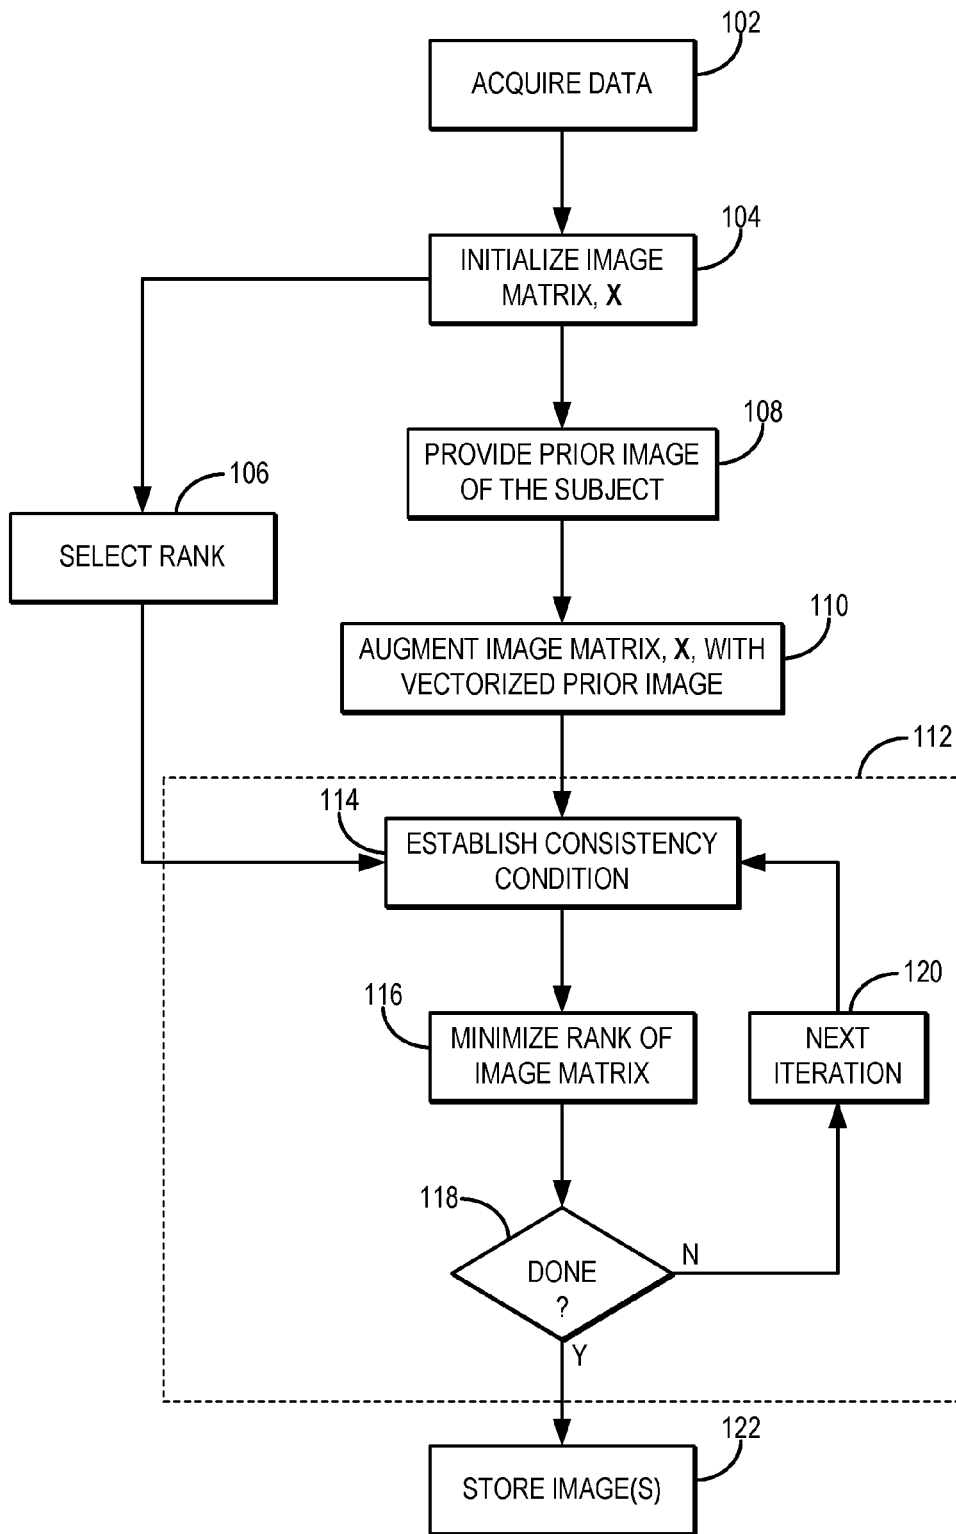 102
ACQUIRE DATA
104
INITIALIZE IMAGE
MATRIX, X
108
PROVIDE PRIOR IMAGE
OF THE SUBJECT
106
SELECT RANK
110
AUGMENT IMAGE MATRIX, X, WITH
VECTORIZED PRIOR IMAGE
112
114
ESTABLISH CONSISTENCY
CONDITION
116
MINIMIZE RANK OF
IMAGE MATRIX
120
NEXT
ITERATION
118
DONE
?
N
Y
122
STORE IMAGE(S)